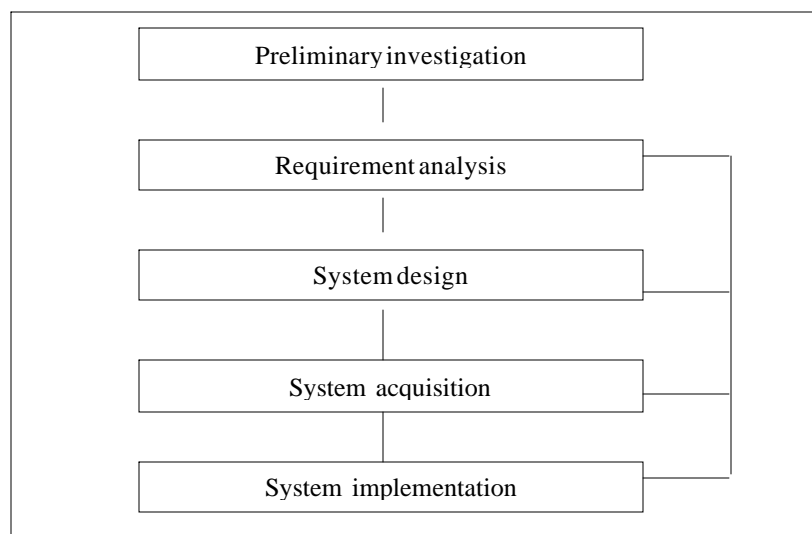 Preliminary investigation
Requirement analysis
System design
System acquisition
System implementation